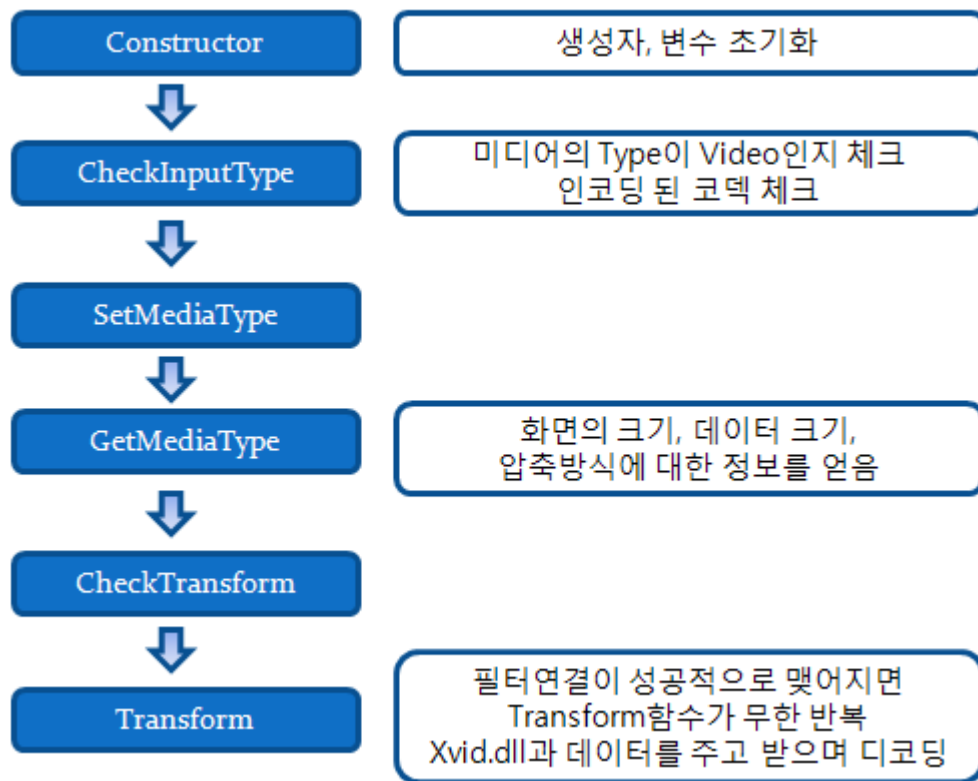 Constructor
생성자, 변수 초기화
CheckInputType
미디어의 Type이 Video인지 체크
인코딩 된 코덱 체크
SetMediaType
GetMediaType
화면의 크기, 데이터 크기,
압축방식에 대한 정보를 얻음
CheckTransform
Transform
필터연결이 성공적으로 맺어지면
Transform함수가 무한 반복
Xvid.dll과 데이터를 주고 받으며 디코딩